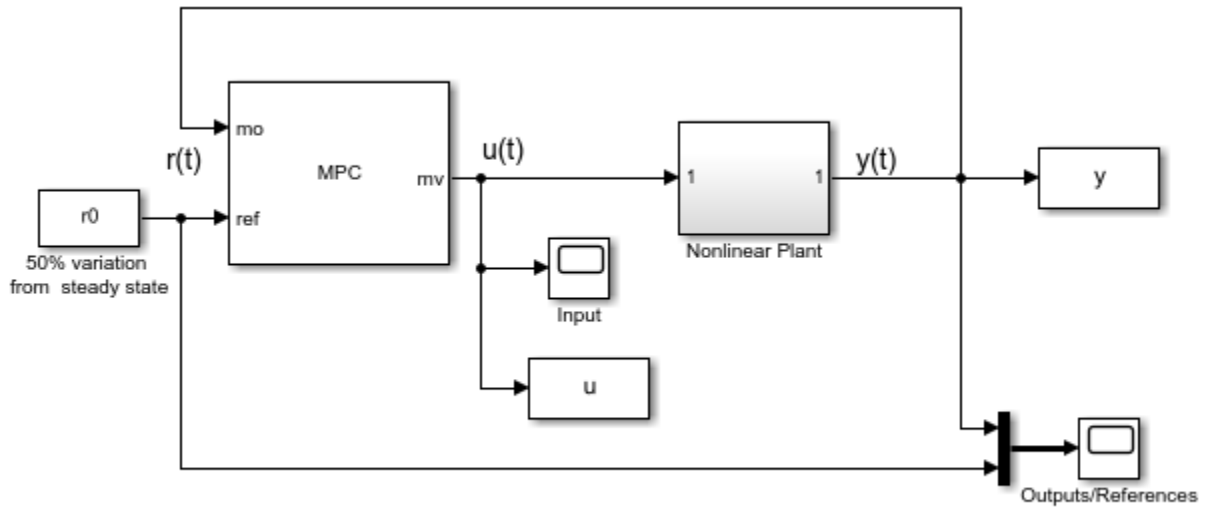 mo
r(t)
MPC
u(t)
mv
1
1
y(t)
y
r0
ref
50% variation
from steady state
Nonlinear Plant
Input
u
Outputs/References